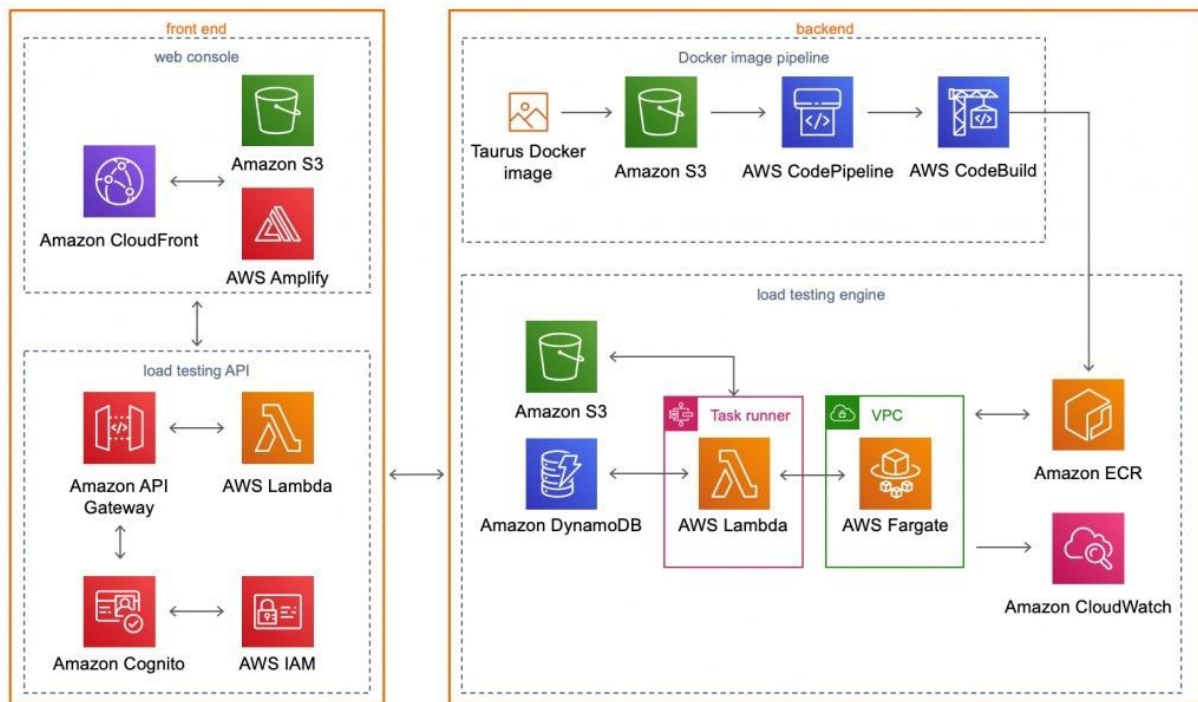 front end
web console
Amazon S3
Amazon CloudFront
AWS Amplify
load testing API
Amazon API
Gateway
AWS Lambda
Amazon Cognito
AWS IAM
backend
Docker image pipeline
Taurus Docker
image
Amazon S3
AWS CodePipeline
AWS CodeBuild
load testing engine
Amazon S3
Task runner
VPC
Amazon DynamoDB
AWS Lambda
AWS Fargate
Amazon ECR
Amazon CloudWatch